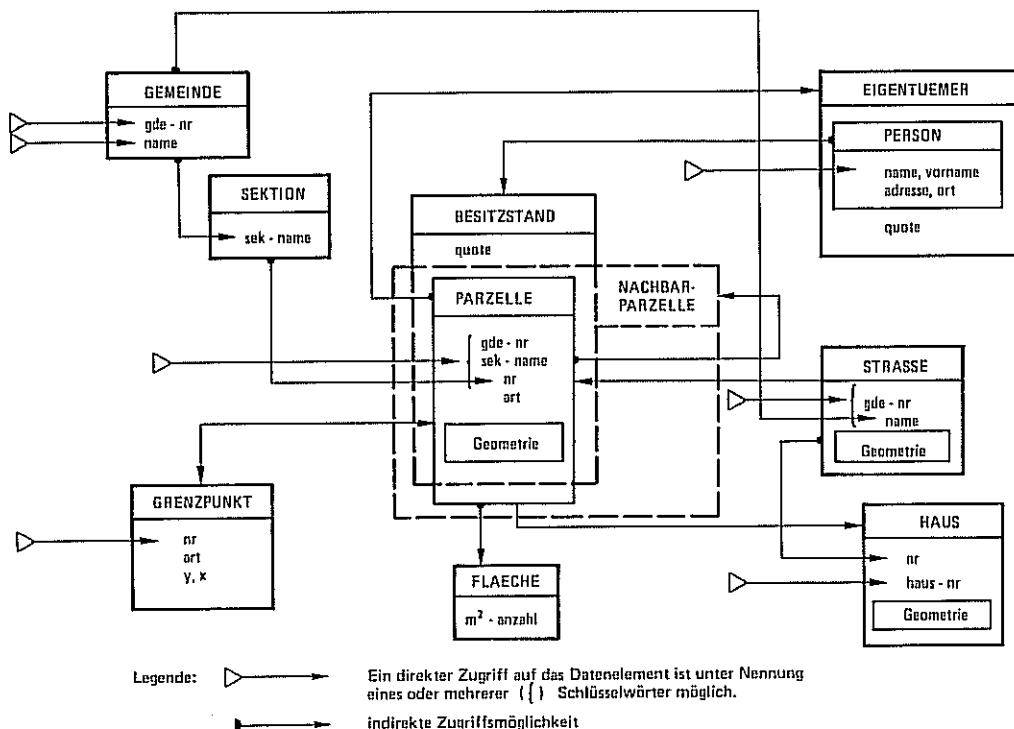 GEMEINDE
gde - nr
name
SEKTION
sek - name
BESITZSTAND
quote
EIGENTUEMER
PERSON
name, vorname
adresse, ort
quote
NACHBAR-
PARZELLE
PARZELLE
gde - nr
sek - name
nr
art
Geometrie
STRASSE
gde - nr
name
Geometrie
GRENZPUNKT
nr
art
y, x
FLAECHE
m² - anzahl
HAUS
nr
haus - nr
Geometrie
Legende:
Ein direkter Zugriff auf das Datenelement ist unter Nennung
eines oder mehrerer ({) Schlüsselwörter möglich.
indirekte Zugriffsmöglichkeit